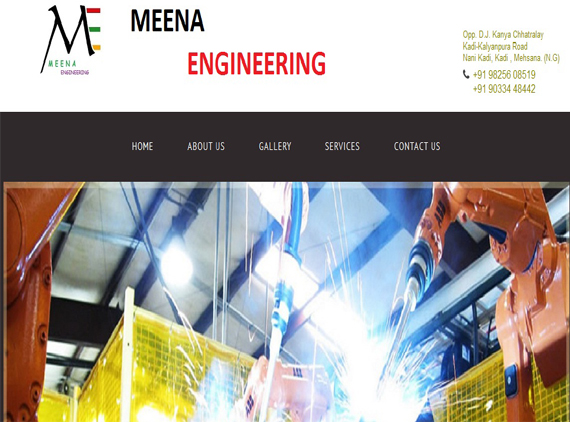 MEENA
ENGINEERING
MEENA
ENGINEERING
Opp. D.J. Kanya Chhatralay
Kadi-Kalyanpura Road
Nani Kadi, Kadi , Mehsana. (N.G)
+91 98256 08519
+91 90334 48442
HOME ABOUT US GALLERY SERVICES CONTACT US